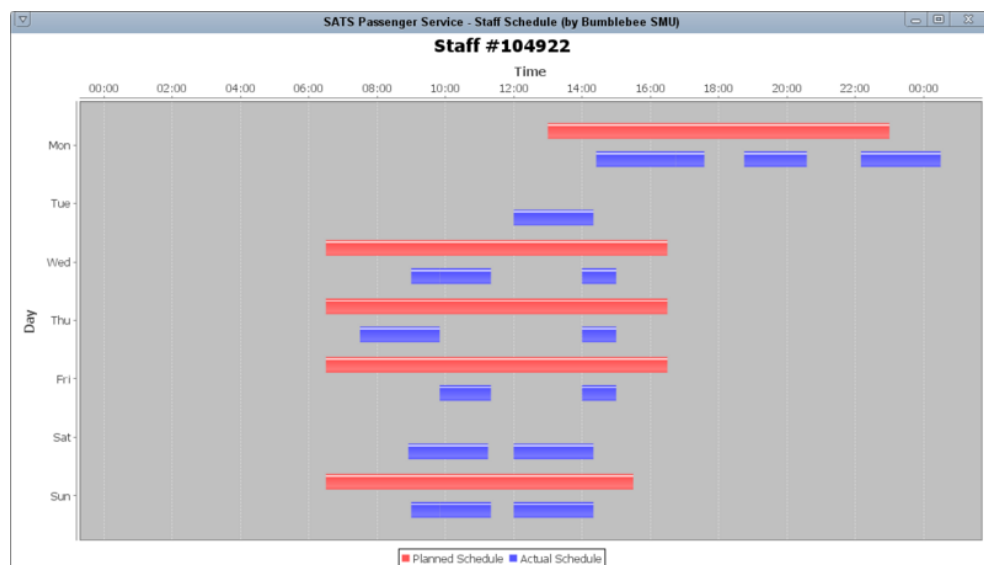 SATS Passenger Service - Staff Schedule (by Bumblebee SMU)
Staff #104922
Time
00:00 02:00 04:00 06:00 08:00 10:00 12:00 14:00 16:00 18:00 20:00 22:00 00:00
Day
Mon
Tue
Wed
Thu
Fri
Sat
Sun
Planned Schedule Actual Schedule